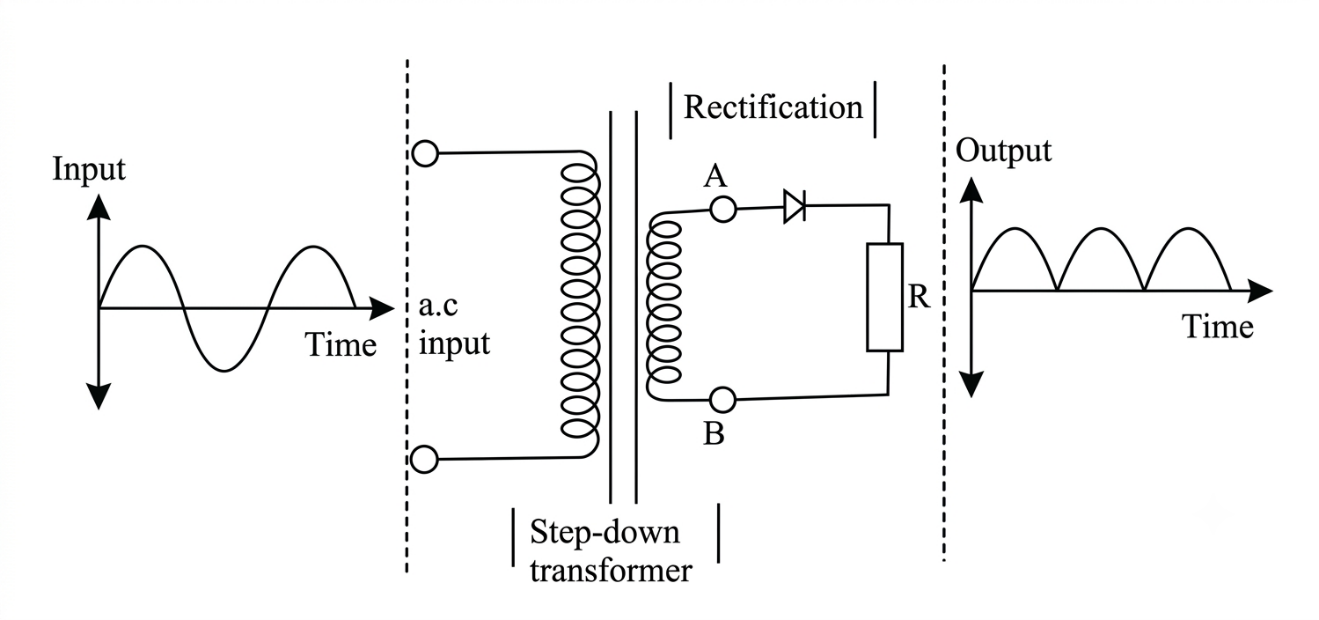 Input
Time
a.c
input
Rectification
A
R
B
Step-down
transformer
Output
Time